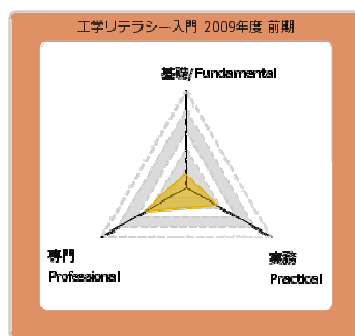 工学リテラシー入門 2009年度 前期
基礎/Fundamental
専門
Professional
実務
Practical